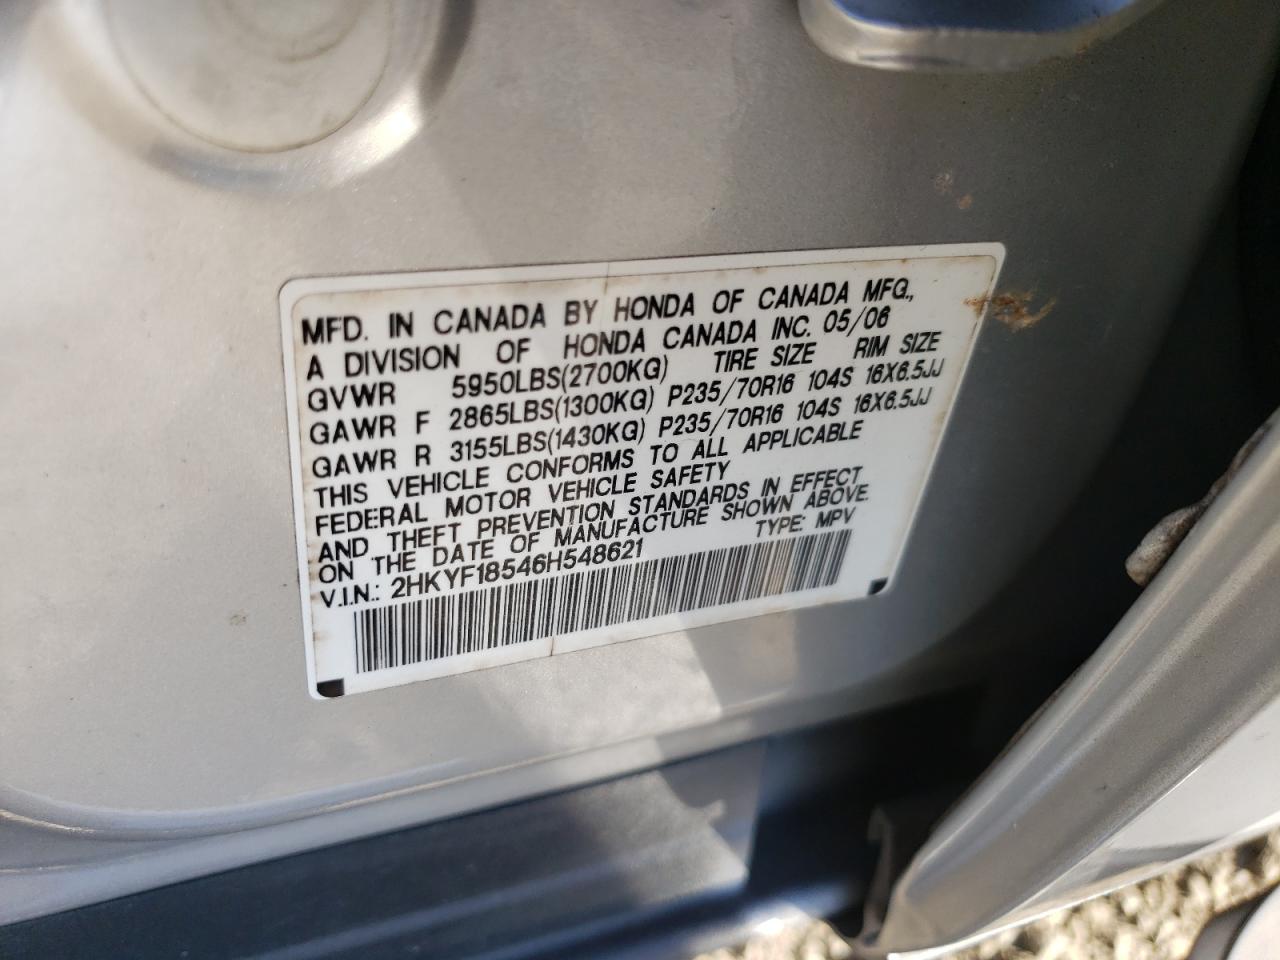 MFD. IN CANADA BY HONDA OF CANADA MFG.,
A DIVISION OF HONDA CANADA INC. 05/06
GVWR 5950LBS(2700KG) TIRE SIZE RIM SIZE
GAWR F 2865LBS(1300KG) P235/70R16 104S 16X6.5JJ
GAWR R 3155LBS(1430KG) P235/70R16 104S 16X6.5JJ
THIS VEHICLE CONFORMS TO ALL APPLICABLE
FEDERAL MOTOR VEHICLE SAFETY
AND THEFT PREVENTION STANDARDS IN EFFECT
ON THE DATE OF MANUFACTURE SHOWN ABOVE.
V.I.N.: 2HKYF18546H548621 TYPE: MPV